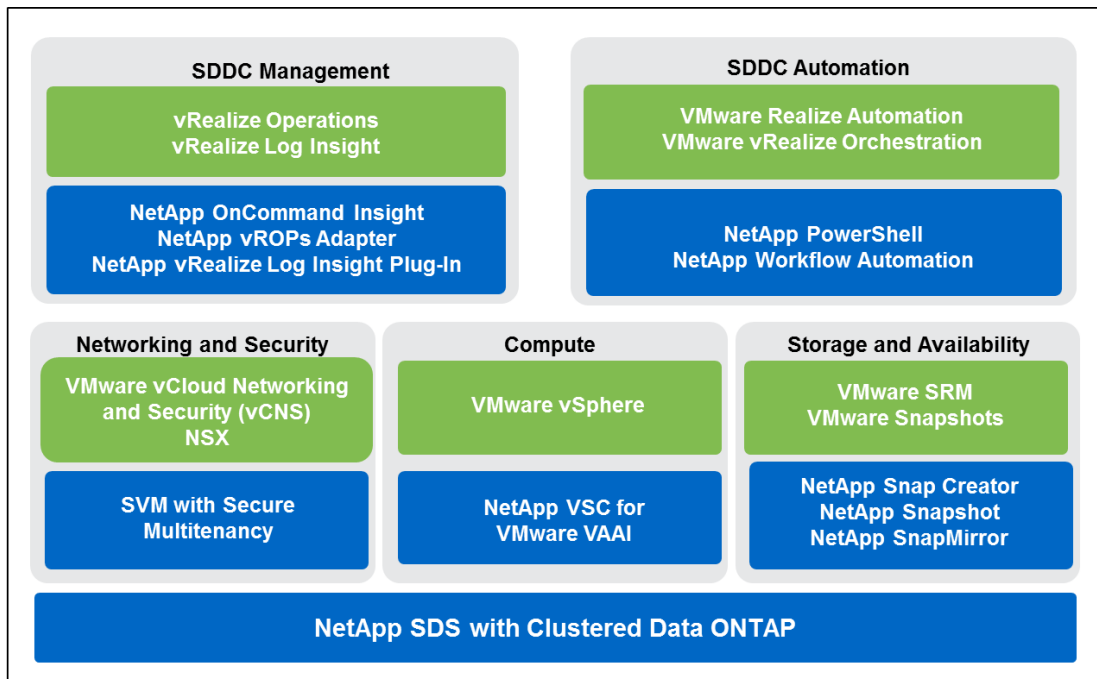 SDDC Management
vRealize Operations
vRealize Log Insight
NetApp OnCommand Insight
NetApp vROPs Adapter
NetApp vRealize Log Insight Plug-In
SDDC Automation
VMware Realize Automation
VMware vRealize Orchestration
NetApp PowerShell
NetApp Workflow Automation
Networking and Security
VMware vCloud Networking
and Security (vCNS)
NSX
SVM with Secure
Multitenancy
Compute
VMware vSphere
NetApp VSC for
VMware VAAI
Storage and Availability
VMware SRM
VMware Snapshots
NetApp Snap Creator
NetApp Snapshot
NetApp SnapMirror
NetApp SDS with Clustered Data ONTAP